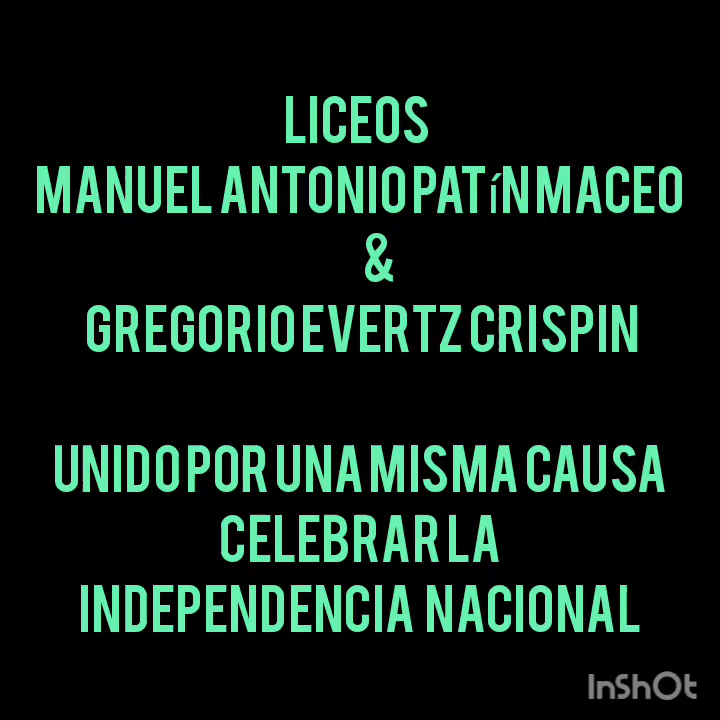 LICEOS
MANUEL ANTONIO PATíN MACEO
&
GREGORIO EVERTZ CRISPIN
UNIDO POR UNA MISMA CAUSA
CELEBRAR LA
INDEPENDENCIA NACIONAL
InShOt